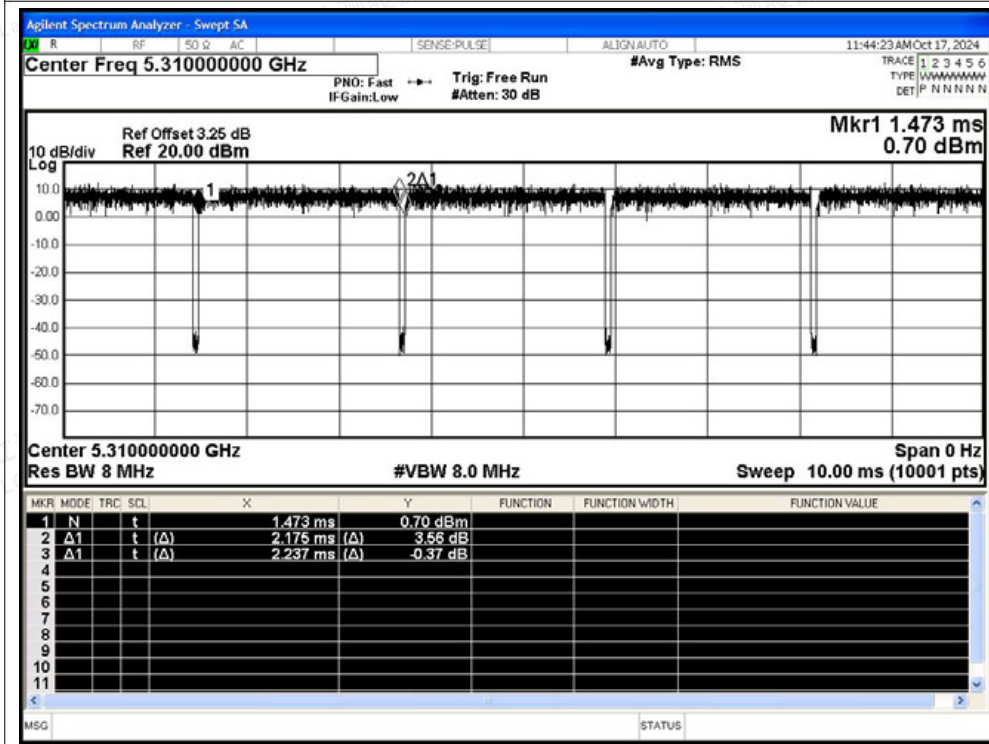 Agilent Spectrum Analyzer - Swept SA
R RF 50 Ω AC SENSE:PULSE ALIGN AUTO 11:44:23 AM Oct 17, 2024
Center Freq 5.310000000 GHz #Avg Type: RMS TRACE 1 2 3 4 5 6
PNO: Fast Trig: Free Run TYPE WWWWWW
IFGain:Low #Atten: 30 dB DET P N N N N N
Mkr1 1.473 ms
0.70 dBm
Ref Offset 3.25 dB
10 dB/div Ref 20.00 dBm
Log
10.0
1
2Δ1
0.00
-10.0
-20.0
-30.0
-40.0
-50.0
-60.0
-70.0
Center 5.310000000 GHz Span 0 Hz
Res BW 8 MHz #VBW 8.0 MHz Sweep 10.00 ms (10001 pts)
MKR MODE TRC SCL X Y FUNCTION FUNCTION WIDTH FUNCTION VALUE
1 N t 1.473 ms 0.70 dBm
2 Δ1 t (Δ) 2.175 ms (Δ) 3.56 dB
3 Δ1 t (Δ) 2.237 ms (Δ) -0.37 dB
4
5
6
7
8
9
10
11
MSG STATUS